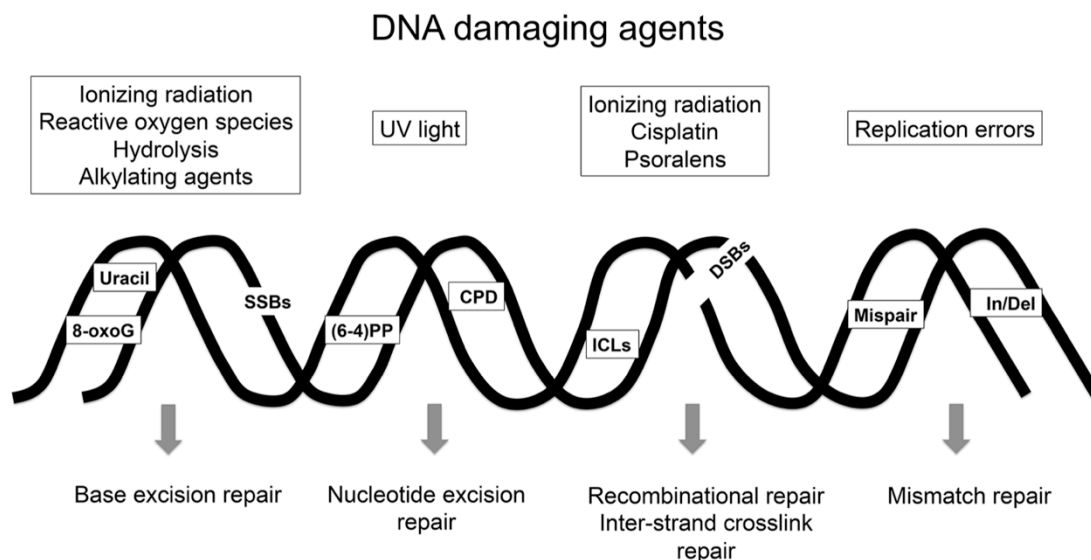 DNA damaging agents
Ionizing radiation
Reactive oxygen species
Hydrolysis
Alkylating agents
UV light
Ionizing radiation
Cisplatin
Psoralens
Replication errors
Uracil
8-oxoG
SSBs
(6-4)PP
CPD
ICLs
DSBs
Mispair
In/Del
Base excision repair
Nucleotide excision
repair
Recombinational repair
Inter-strand crosslink
repair
Mismatch repair